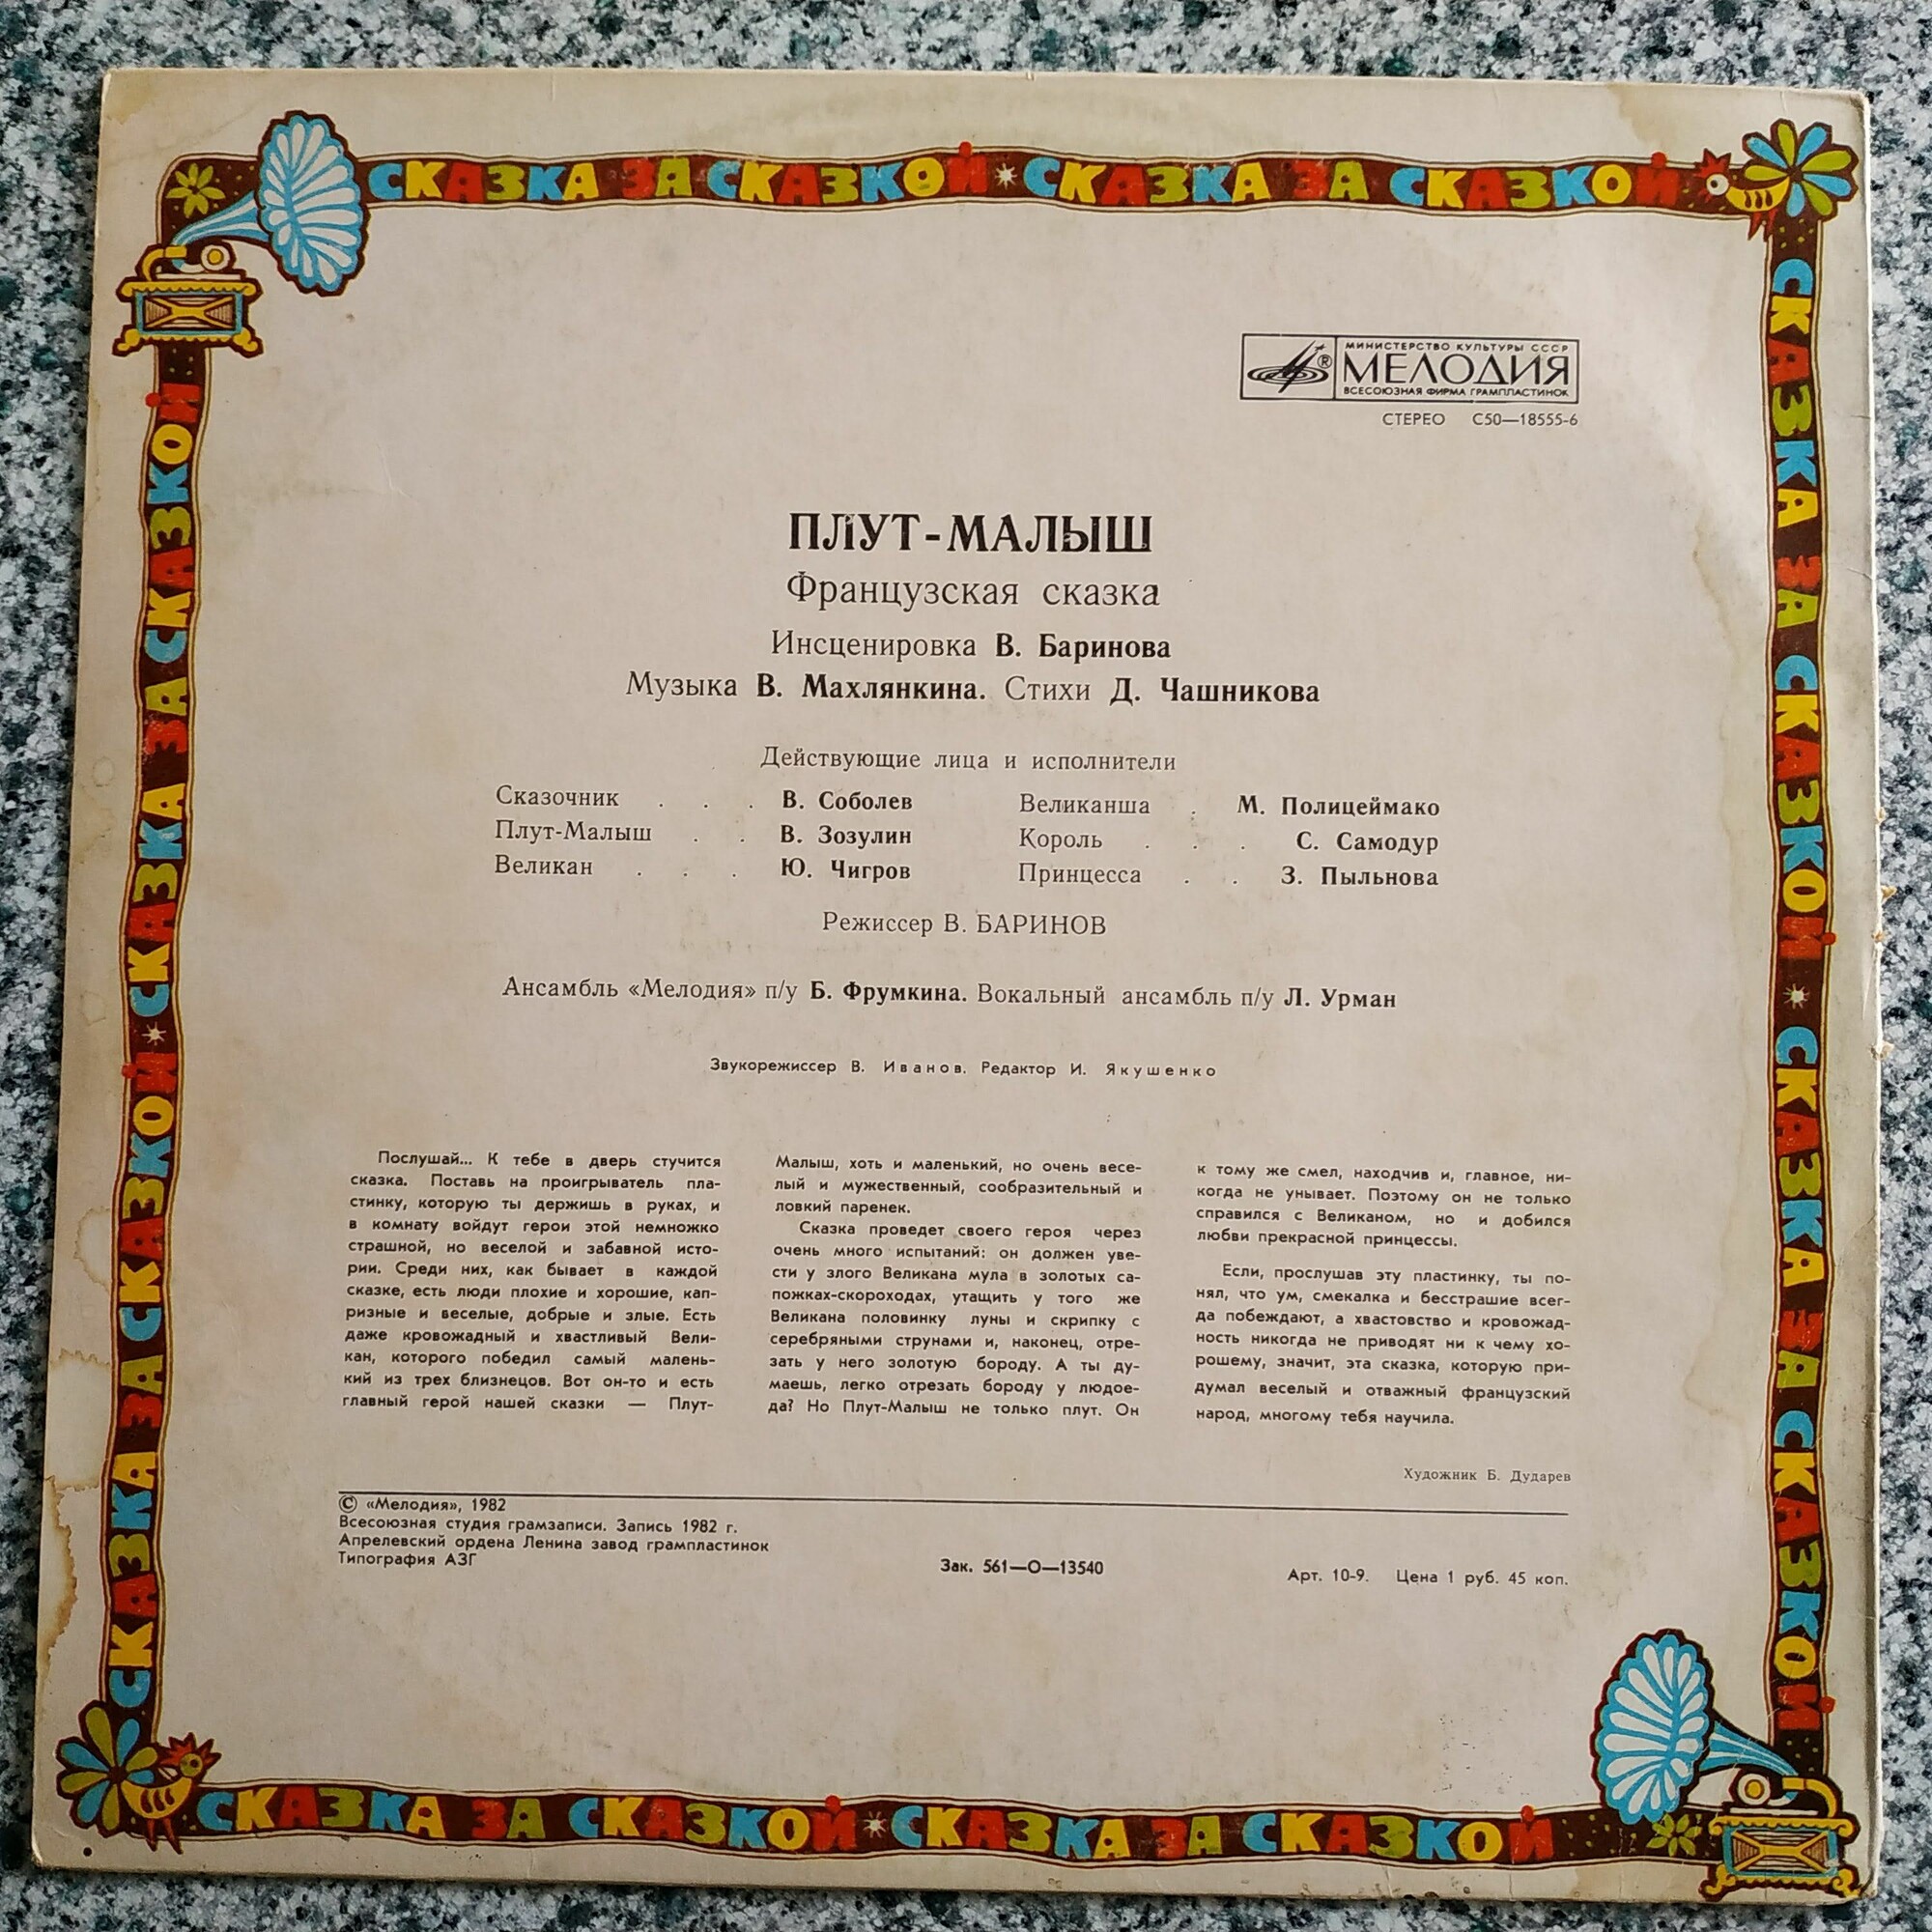 СКАЗКА ЗА СКАЗКОЙ * СКАЗКА ЗА СКАЗКОЙ
СКАЗКА ЗА СКАЗКОЙ * СКАЗКА ЗА СКАЗКОЙ
СКАЗКА ЗА СКАЗКОЙ * СКАЗКА ЗА СКАЗКОЙ
МИНИСТЕРСТВО КУЛЬТУРЫ СССР
® МЕЛОДИЯ
ВСЕСОЮЗНАЯ ФИРМА ГРАМПЛАСТИНОК
СТЕРЕО С50—18555-6
ПЛУТ-МАЛЫШ
Французская сказка
Инсценировка В. Баринова
Музыка В. Махлянкина. Стихи Д. Чашникова
Действующие лица и исполнители
Сказочник . . . В. Соболев
Плут-Малыш . . В. Зозулин
Великан . . . Ю. Чигров
Великанша . М. Полицеймако
Король . . . С. Самодур
Принцесса . . З. Пыльнова
Режиссер В. БАРИНОВ
Ансамбль «Мелодия» п/у Б. Фрумкина. Вокальный ансамбль п/у Л. Урман
Звукорежиссер В. Иванов. Редактор И. Якушенко
Послушай... К тебе в дверь стучится
сказка. Поставь на проигрыватель пла-
стинку, которую ты держишь в руках, и
в комнату войдут герои этой немножко
страшной, но веселой и забавной исто-
рии. Среди них, как бывает в каждой
сказке, есть люди плохие и хорошие, кап-
ризные и веселые, добрые и злые. Есть
даже кровожадный и хвастливый Вели-
кан, которого победил самый малень-
кий из трех близнецов. Вот он-то и есть
главный герой нашей сказки — Плут-
Малыш, хоть и маленький, но очень весе-
лый и мужественный, сообразительный и
ловкий паренек.
Сказка проведет своего героя через
очень много испытаний: он должен уве-
сти у злого Великана мула в золотых са-
пожках-скороходах, утащить у того же
Великана половинку луны и скрипку с
серебряными струнами и, наконец, отре-
зать у него золотую бороду. А ты ду-
маешь, легко отрезать бороду у людое-
да? Но Плут-Малыш не только плут. Он
к тому же смел, находчив и, главное, ни-
когда не унывает. Поэтому он не только
справился с Великаном, но и добился
любви прекрасной принцессы.
Если, прослушав эту пластинку, ты по-
нял, что ум, смекалка и бесстрашие всег-
да побеждают, а хвастовство и кровожад-
ность никогда не приводят ни к чему хо-
рошему, значит, эта сказка, которую при-
думал веселый и отважный французский
народ, многому тебя научила.
Художник Б. Дударев
© «Мелодия», 1982
Всесоюзная студия грамзаписи. Запись 1982 г.
Апрелевский ордена Ленина завод грампластинок
Типография АЗГ
Зак. 561—О—13540
Арт. 10-9. Цена 1 руб. 45 коп.
СКАЗКА ЗА СКАЗКОЙ * СКАЗКА ЗА СКАЗКОЙ